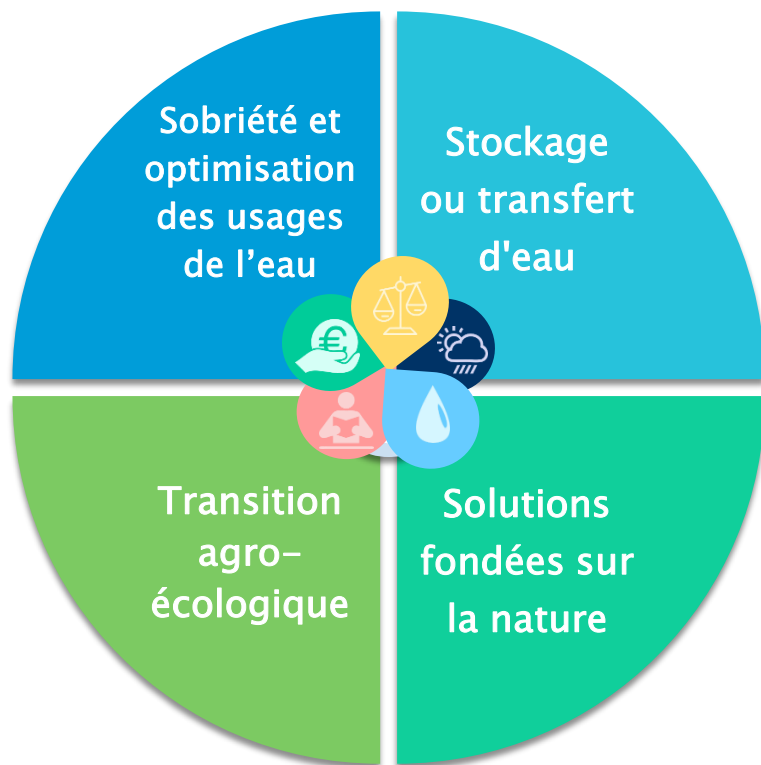 Sobriété et
optimisation
des usages
de l’eau
Stockage
ou transfert
d'eau
€
Transition
agro–
écologique
Solutions
fondées sur
la nature